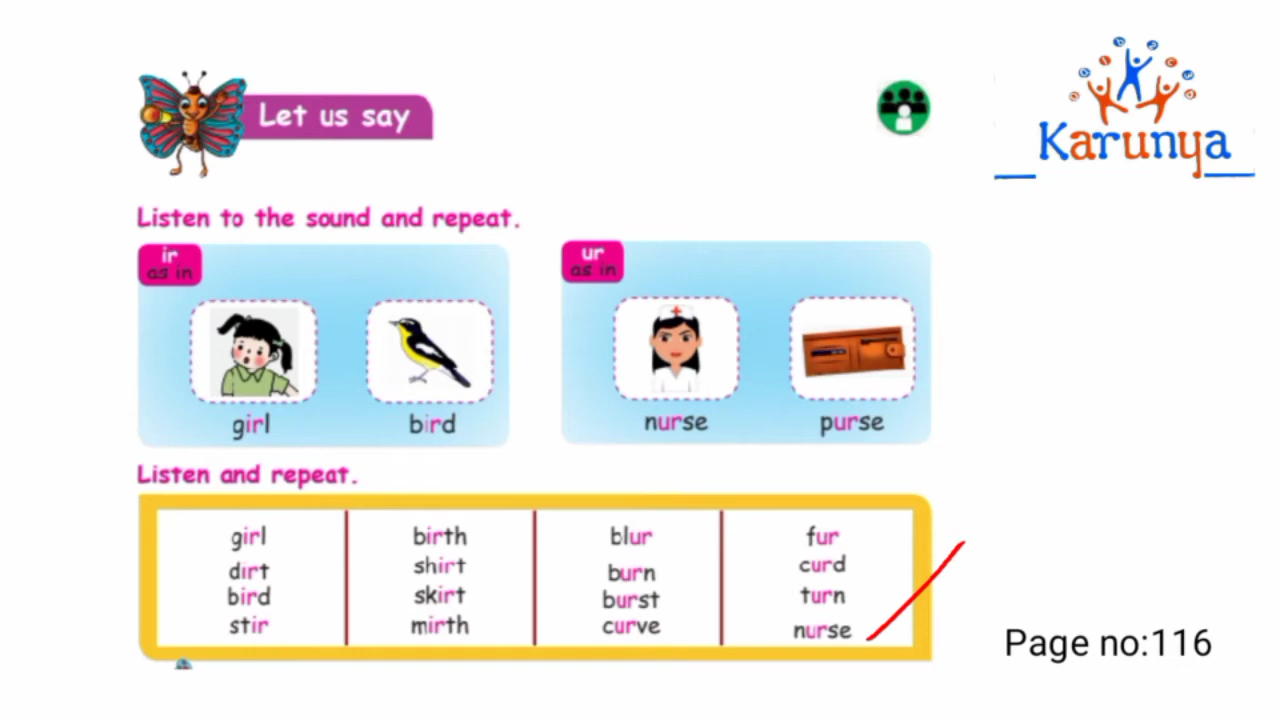 Let us say
Karunya
Listen to the sound and repeat.
ir
as in
ur
as in
girl
bird
nurse
purse
Listen and repeat.
girl
dirt
bird
stir
birth
shirt
skirt
mirth
blur
burn
burst
curve
fur
curd
turn
nurse
Page no:116